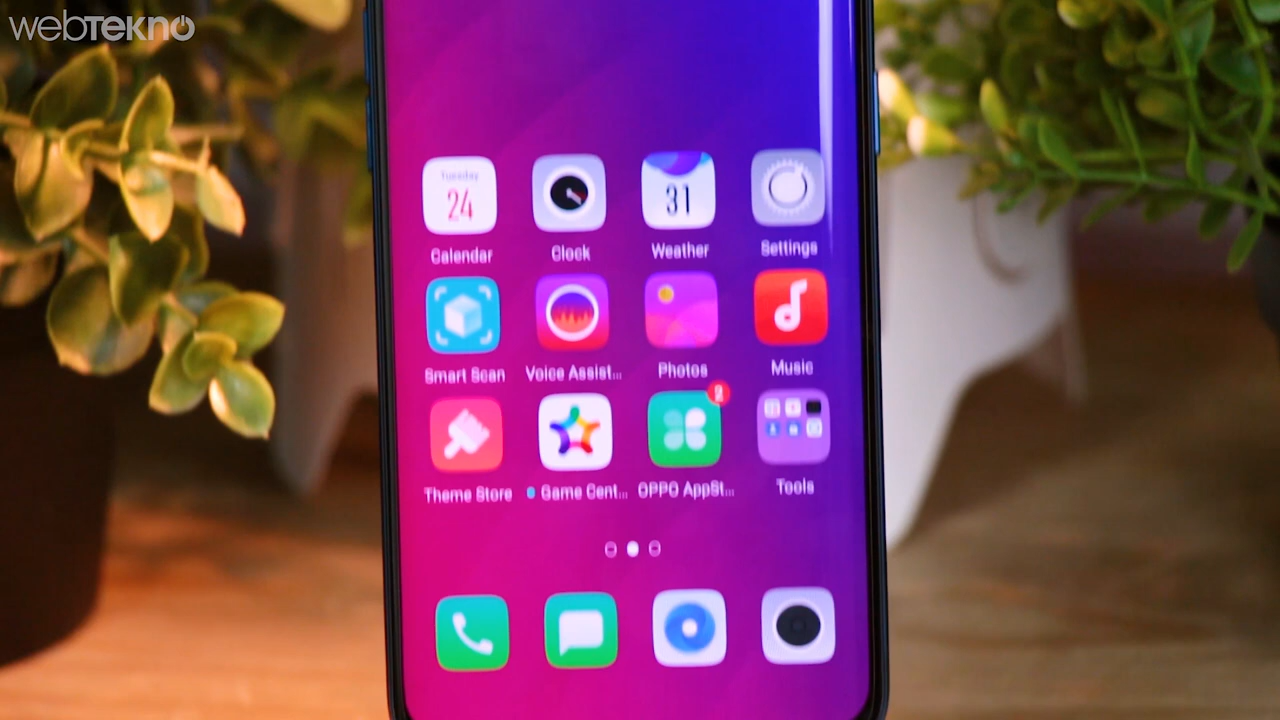 webTEKNO
Tuesday
24
31
Calendar
Clock
Weather
Settings
Smart Scan
Voice Assist...
Photos
Music
2
Theme Store
Game Cent...
OPPO AppSt...
Tools